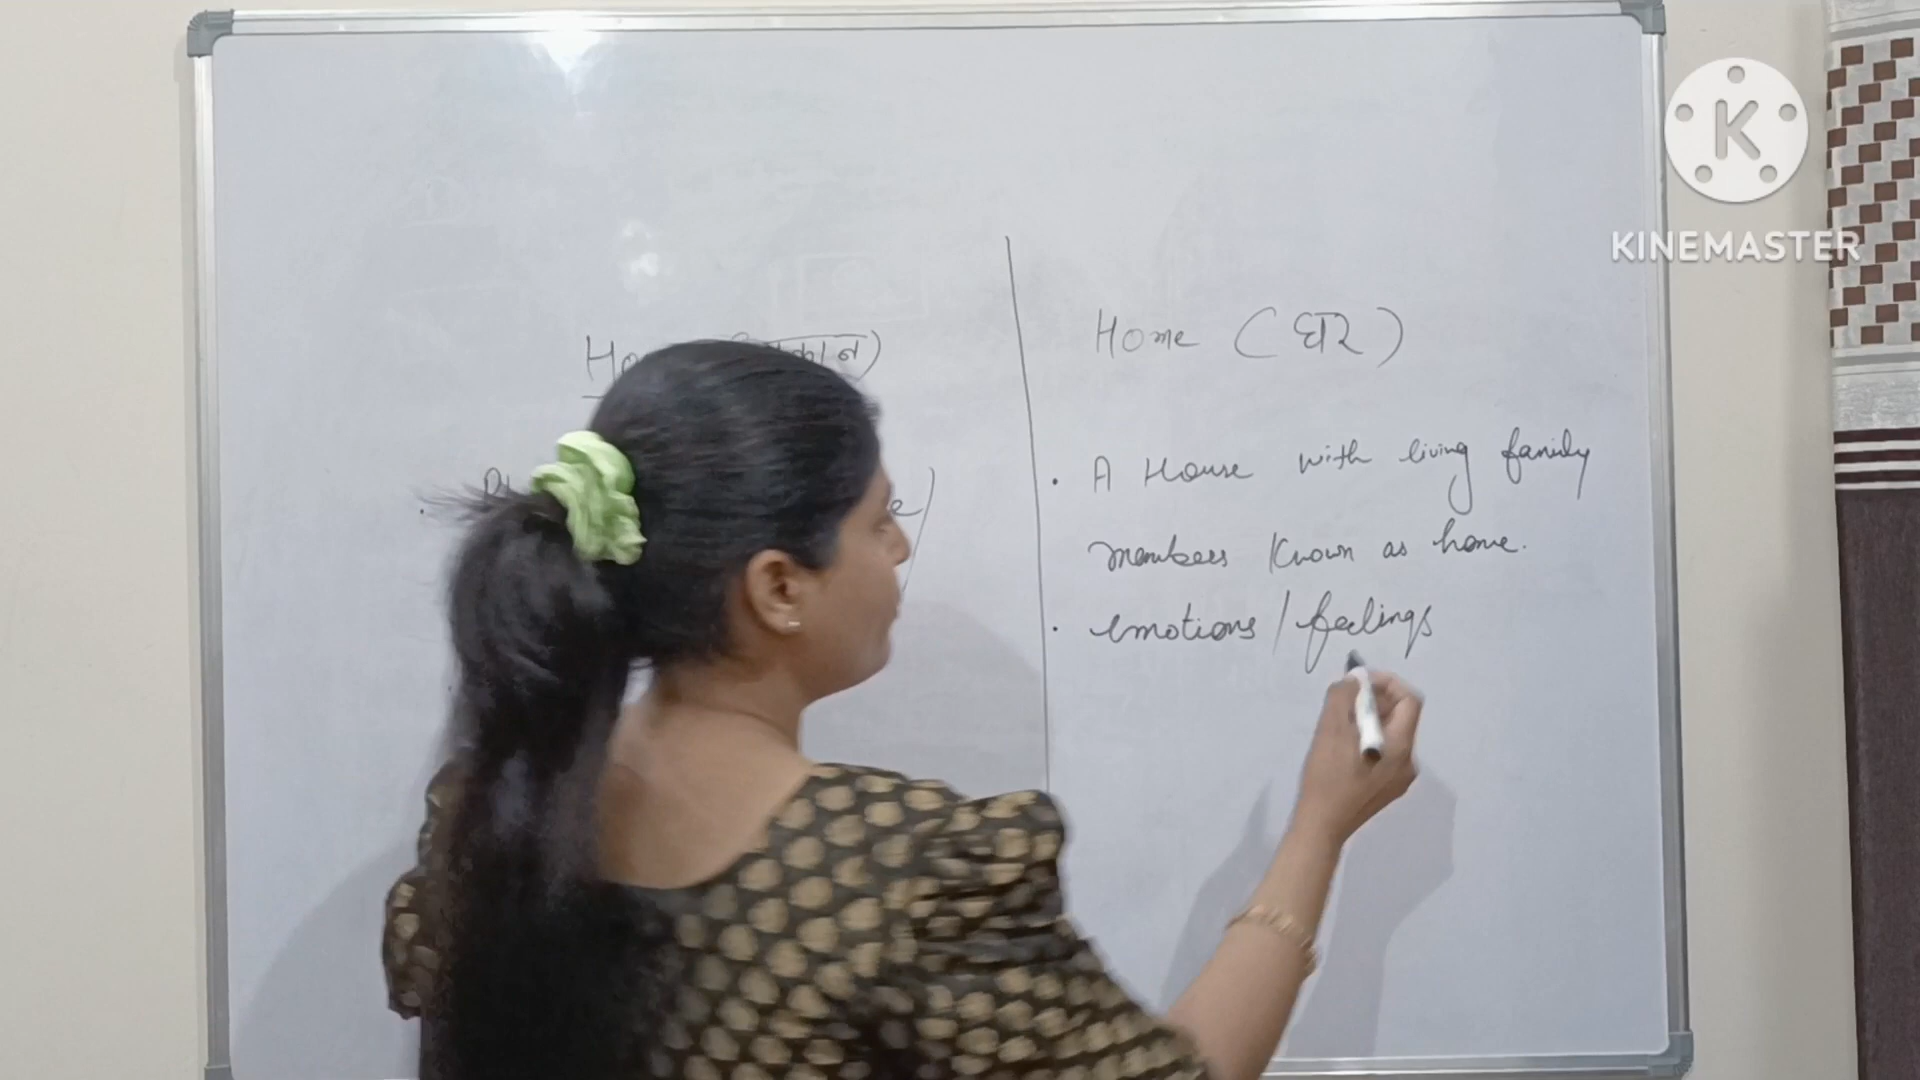 Home (घर)
. A House with living family
members Known as home.
. emotions / feelings
K
KINEMASTER